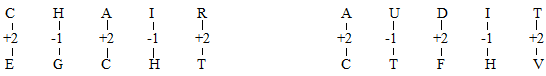 C H A I R A U D I T
+2 -1 +2 -1 +2 +2 -1 +2 -1 +2
E G C H T C T F H V